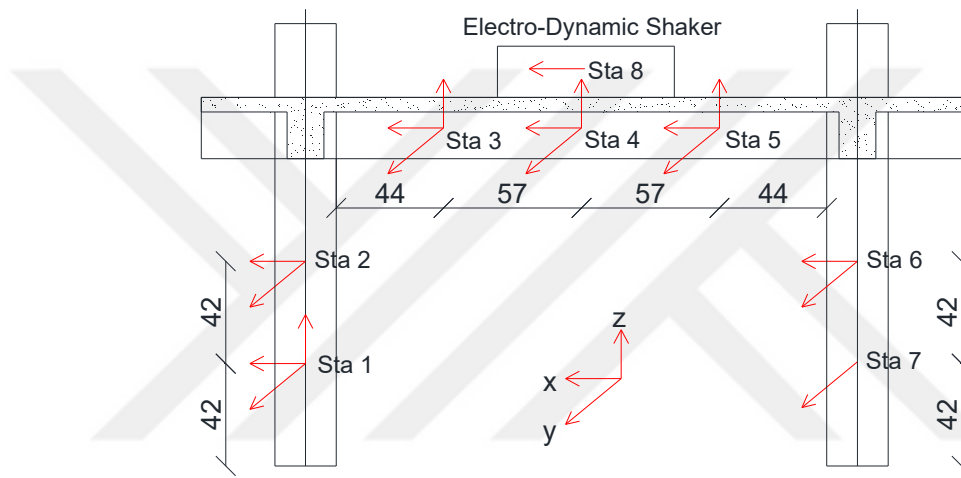 Electro-Dynamic Shaker
Sta 8
Sta 3
Sta 4
Sta 5
44
57
57
44
Sta 2
Sta 6
42
42
z
Sta 1
x
Sta 7
y
42
42